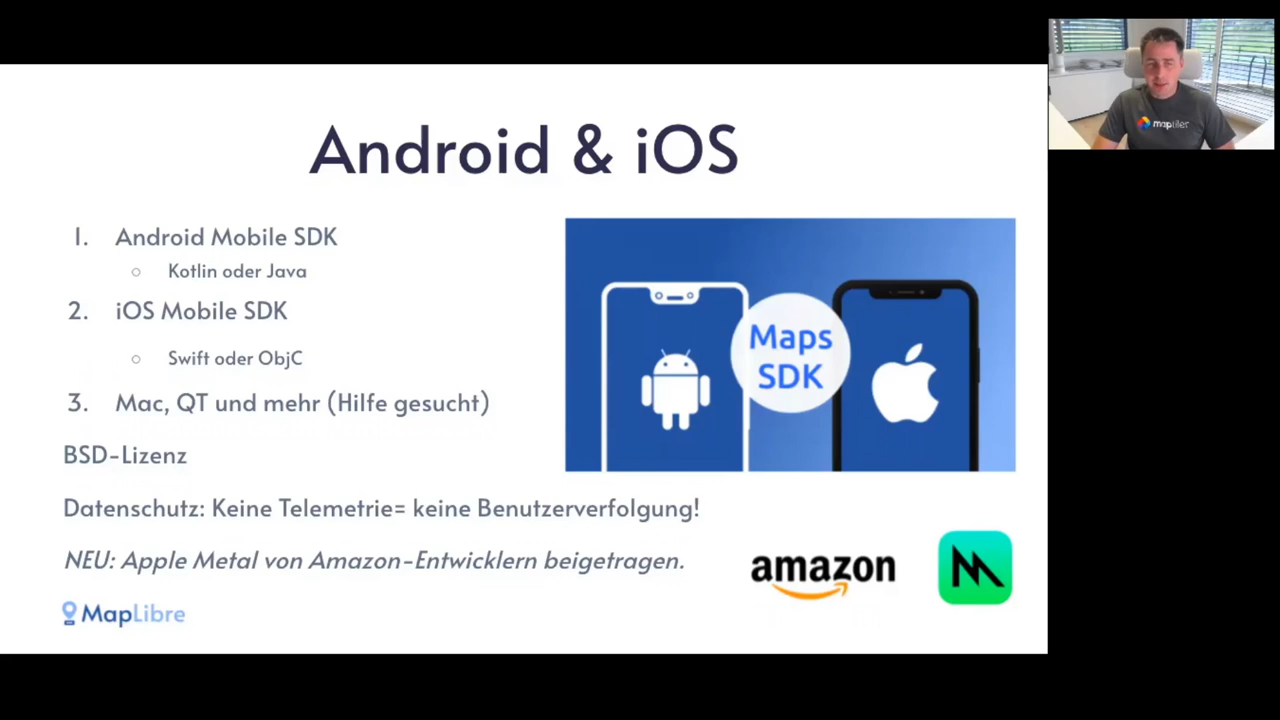 Android & iOS
1. Android Mobile SDK
○ Kotlin oder Java
2. iOS Mobile SDK
○ Swift oder ObjC
3. Mac, QT und mehr (Hilfe gesucht)
BSD-Lizenz
Datenschutz: Keine Telemetrie= keine Benutzerverfolgung!
NEU: Apple Metal von Amazon-Entwicklern beigetragen.
MapLibre
Maps
SDK
amazon
maptiler